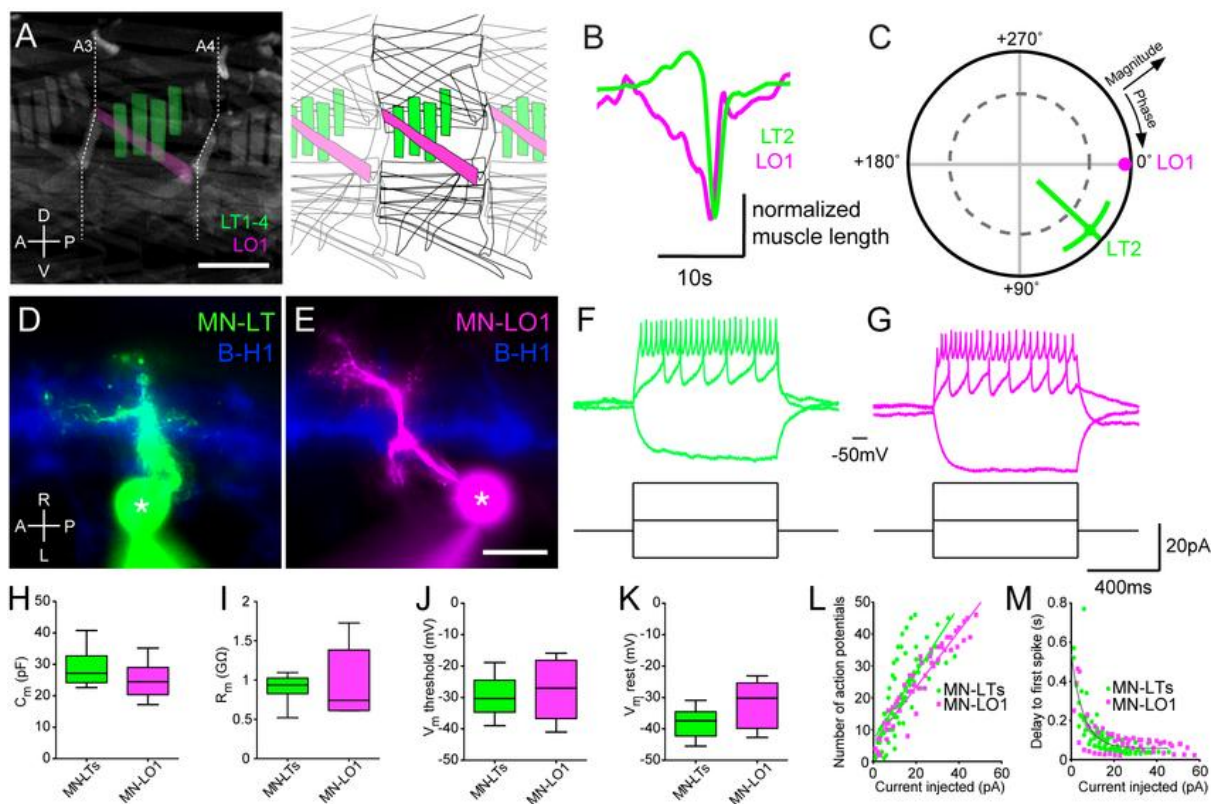 A
A3
A4
LT1-4
LO1
D
A P
V
B
LT2
LO1
normalized
muscle length
10s
C
+270°
Magnitude
Phase
+180°
0° LO1
LT2
+90°
D
MN-LT
B-H1
*
R
A P
L
E
MN-LO1
B-H1
*
F
-50mV
G
20pA
400ms
H
Cm (pF)
50
40
30
20
10
0
MN-LTs
MN-LO1
I
Rm (GΩ)
2
1.5
1
0.5
0
MN-LTs
MN-LO1
J
Vm threshold (mV)
0
-10
-20
-30
-40
-50
MN-LTs
MN-LO1
K
Vm rest (mV)
0
-10
-20
-30
-40
-50
MN-LTs
MN-LO1
L
Number of action potentials
50
40
30
20
10
0
MN-LTs
MN-LO1
0 20 40 60
Current injected (pA)
M
Delay to first spike (s)
1.0
0.8
0.6
0.4
0.2
0
MN-LTs
MN-LO1
0 20 40 60
Current injected (pA)